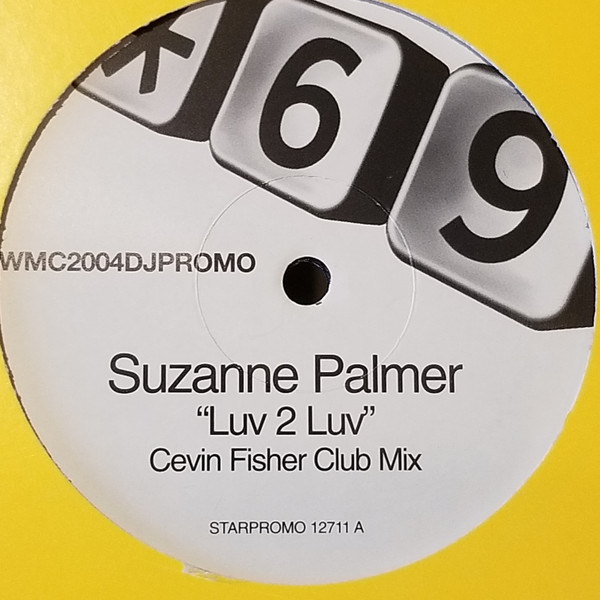 *69
WMC2004DJPROMO
Suzanne Palmer
“Luv 2 Luv”
Cevin Fisher Club Mix
STARPROMO 12711 A